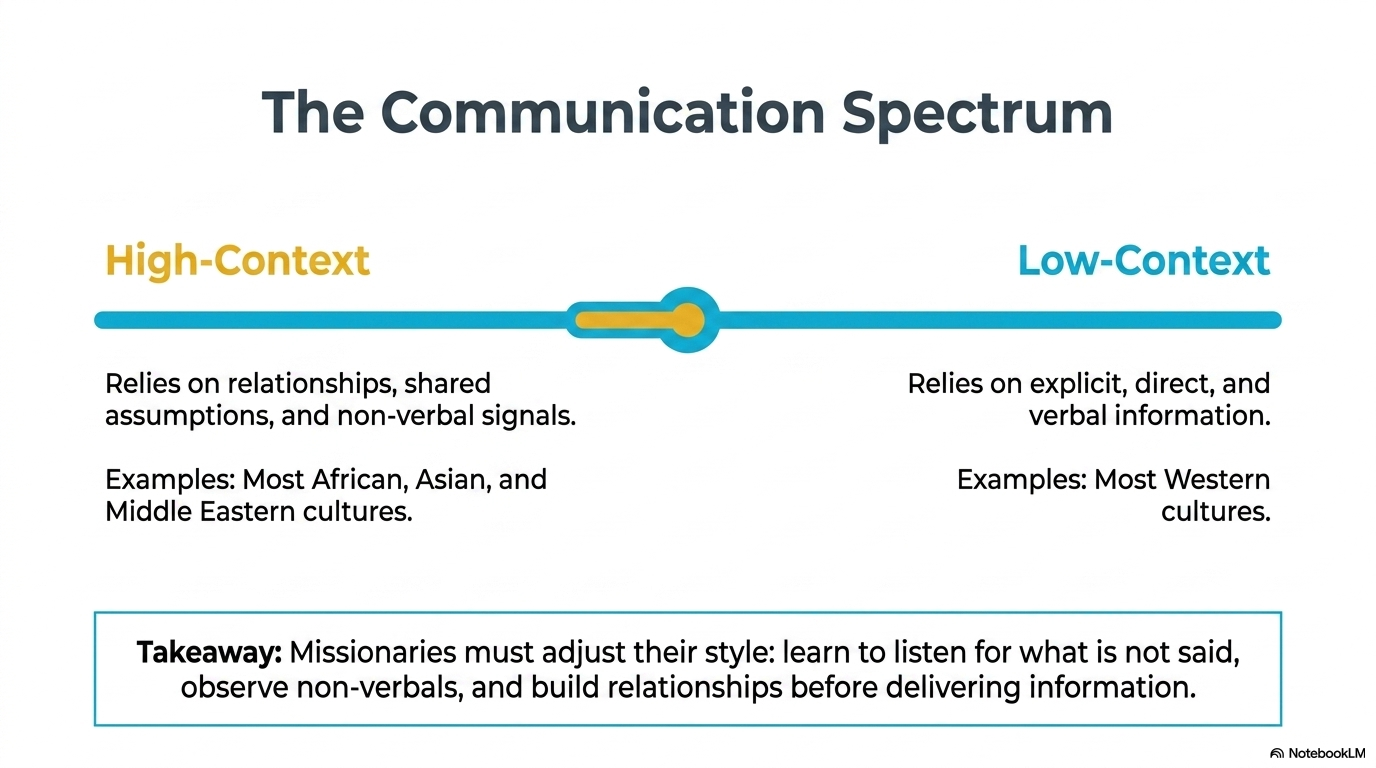 The Communication Spectrum
High-Context
Low-Context
Relies on relationships, shared
assumptions, and non-verbal signals.
Examples: Most African, Asian, and
Middle Eastern cultures.
Relies on explicit, direct, and
verbal information.
Examples: Most Western
cultures.
Takeaway: Missionaries must adjust their style: learn to listen for what is not said,
observe non-verbals, and build relationships before delivering information.
NotebookLM